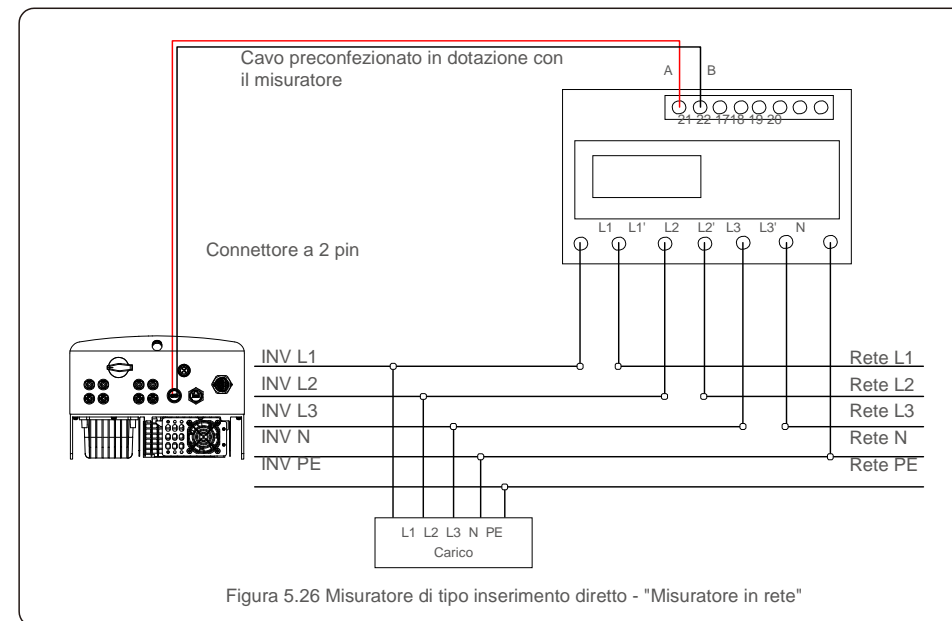 Cavo preconfezionato in dotazione con
il misuratore
A B
21 22 17 18 19 20
L1 L1' L2 L2' L3 L3' N
Connettore a 2 pin
INV L1
INV L2
INV L3
INV N
INV PE
Rete L1
Rete L2
Rete L3
Rete N
Rete PE
L1 L2 L3 N PE
Carico
Figura 5.26 Misuratore di tipo inserimento diretto - "Misuratore in rete"